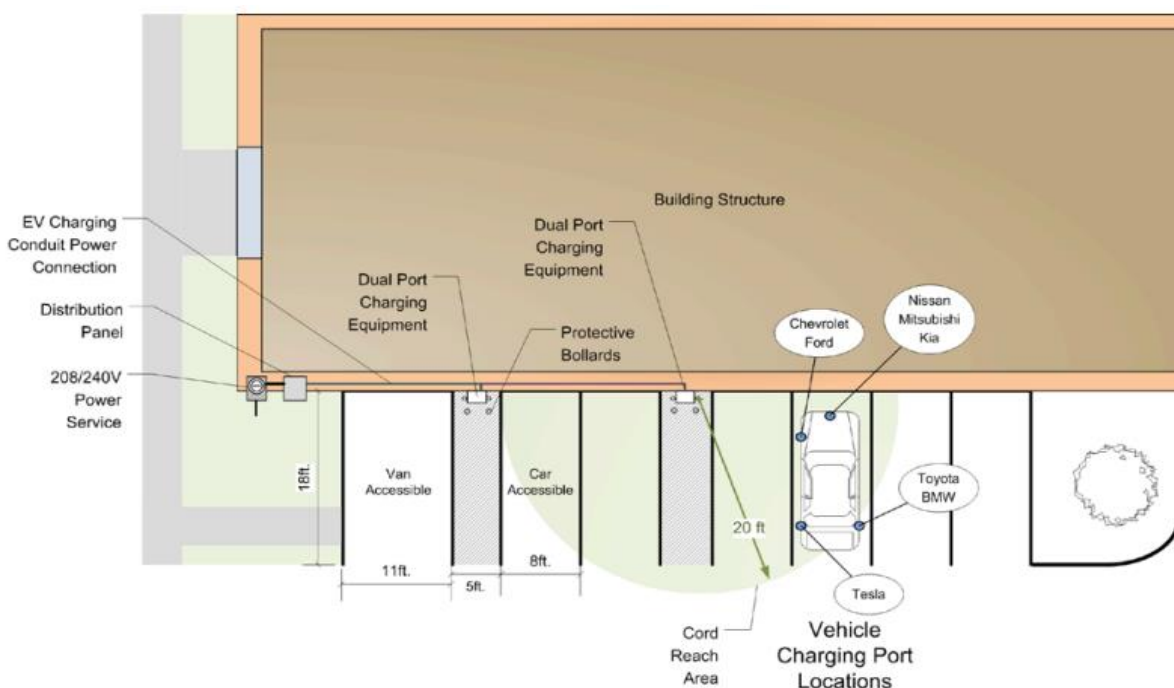 Building Structure
EV Charging
Conduit Power
Connection
Dual Port
Charging
Equipment
Dual Port
Charging
Equipment
Distribution
Panel
Protective
Bollards
Chevrolet
Ford
Nissan
Mitsubishi
Kia
208/240V
Power
Service
18ft.
Van
Accessible
Car
Accessible
Toyota
BMW
20 ft
11ft.
5ft.
8ft.
Tesla
Cord
Reach
Area
Vehicle
Charging Port
Locations